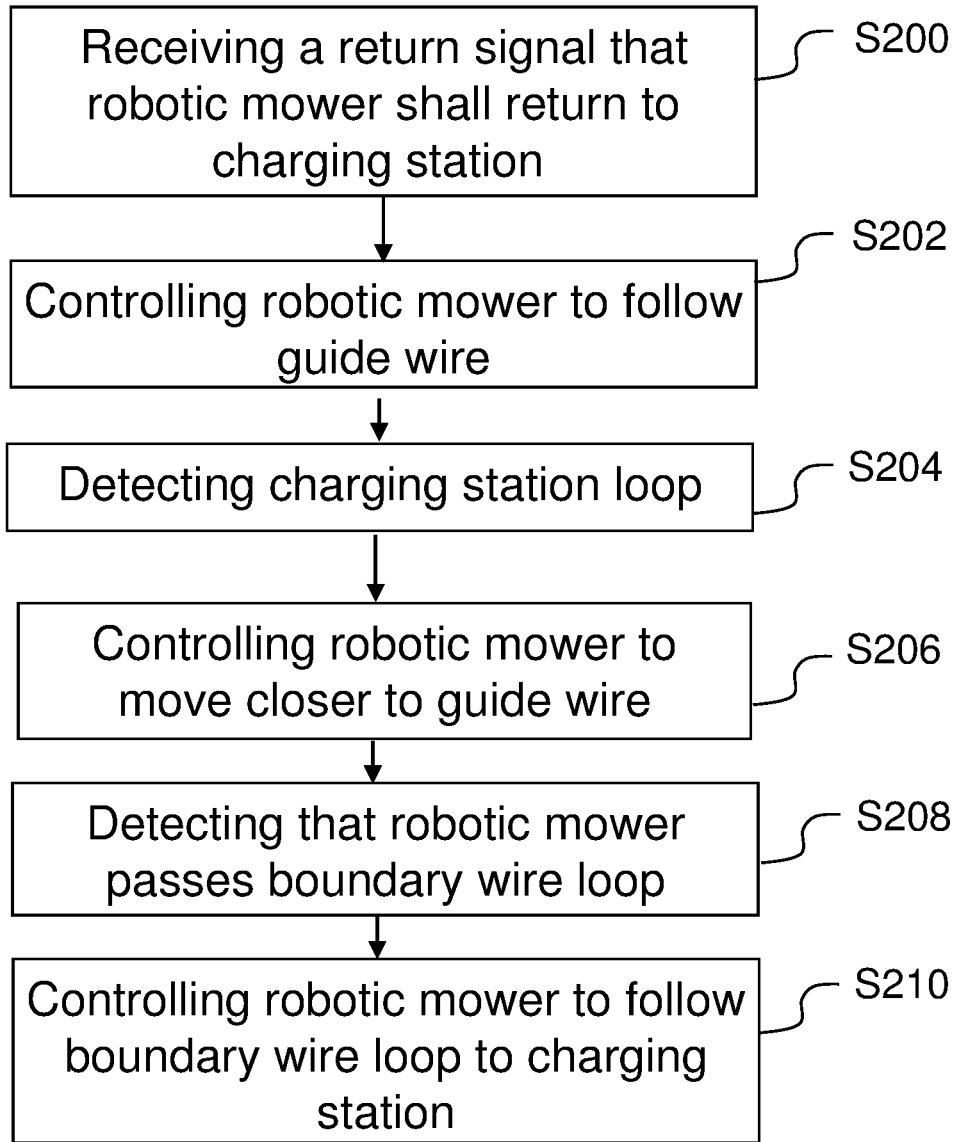 Receiving a return signal that
robotic mower shall return to
charging station
S200
Controlling robotic mower to follow
guide wire
S202
Detecting charging station loop
S204
Controlling robotic mower to
move closer to guide wire
S206
Detecting that robotic mower
passes boundary wire loop
S208
Controlling robotic mower to follow
boundary wire loop to charging
station
S210